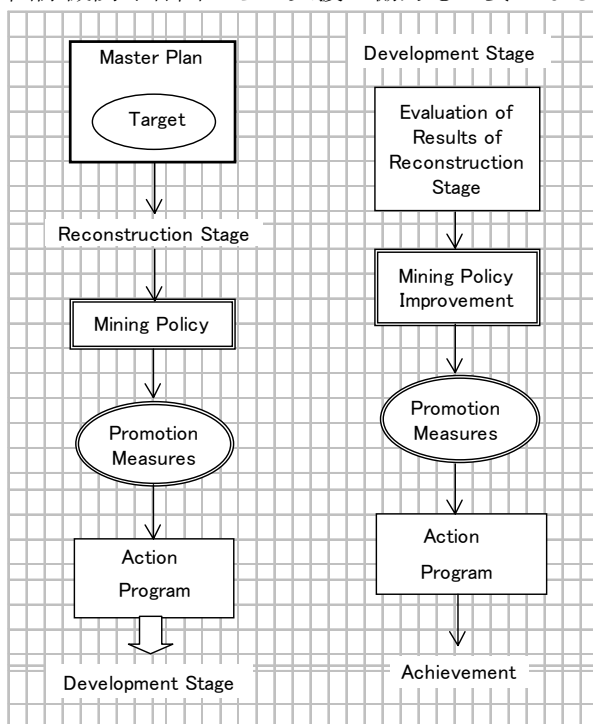 Master Plan
Target
Reconstruction Stage
Mining Policy
Promotion
Measures
Action
Program
Development Stage
Development Stage
Evaluation of
Results of
Reconstruction
Stage
Mining Policy
Improvement
Promotion
Measures
Action
Program
Achievement